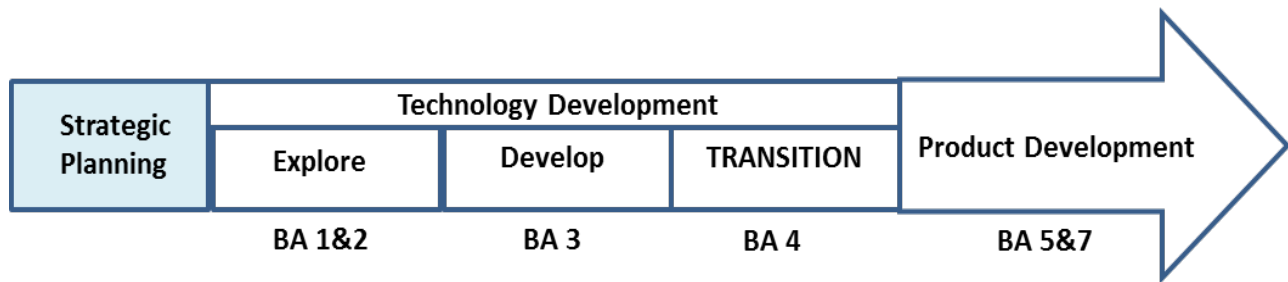 Strategic
Planning
Technology Development
Explore
Develop
TRANSITION
Product Development
BA 1&2
BA 3
BA 4
BA 5&7